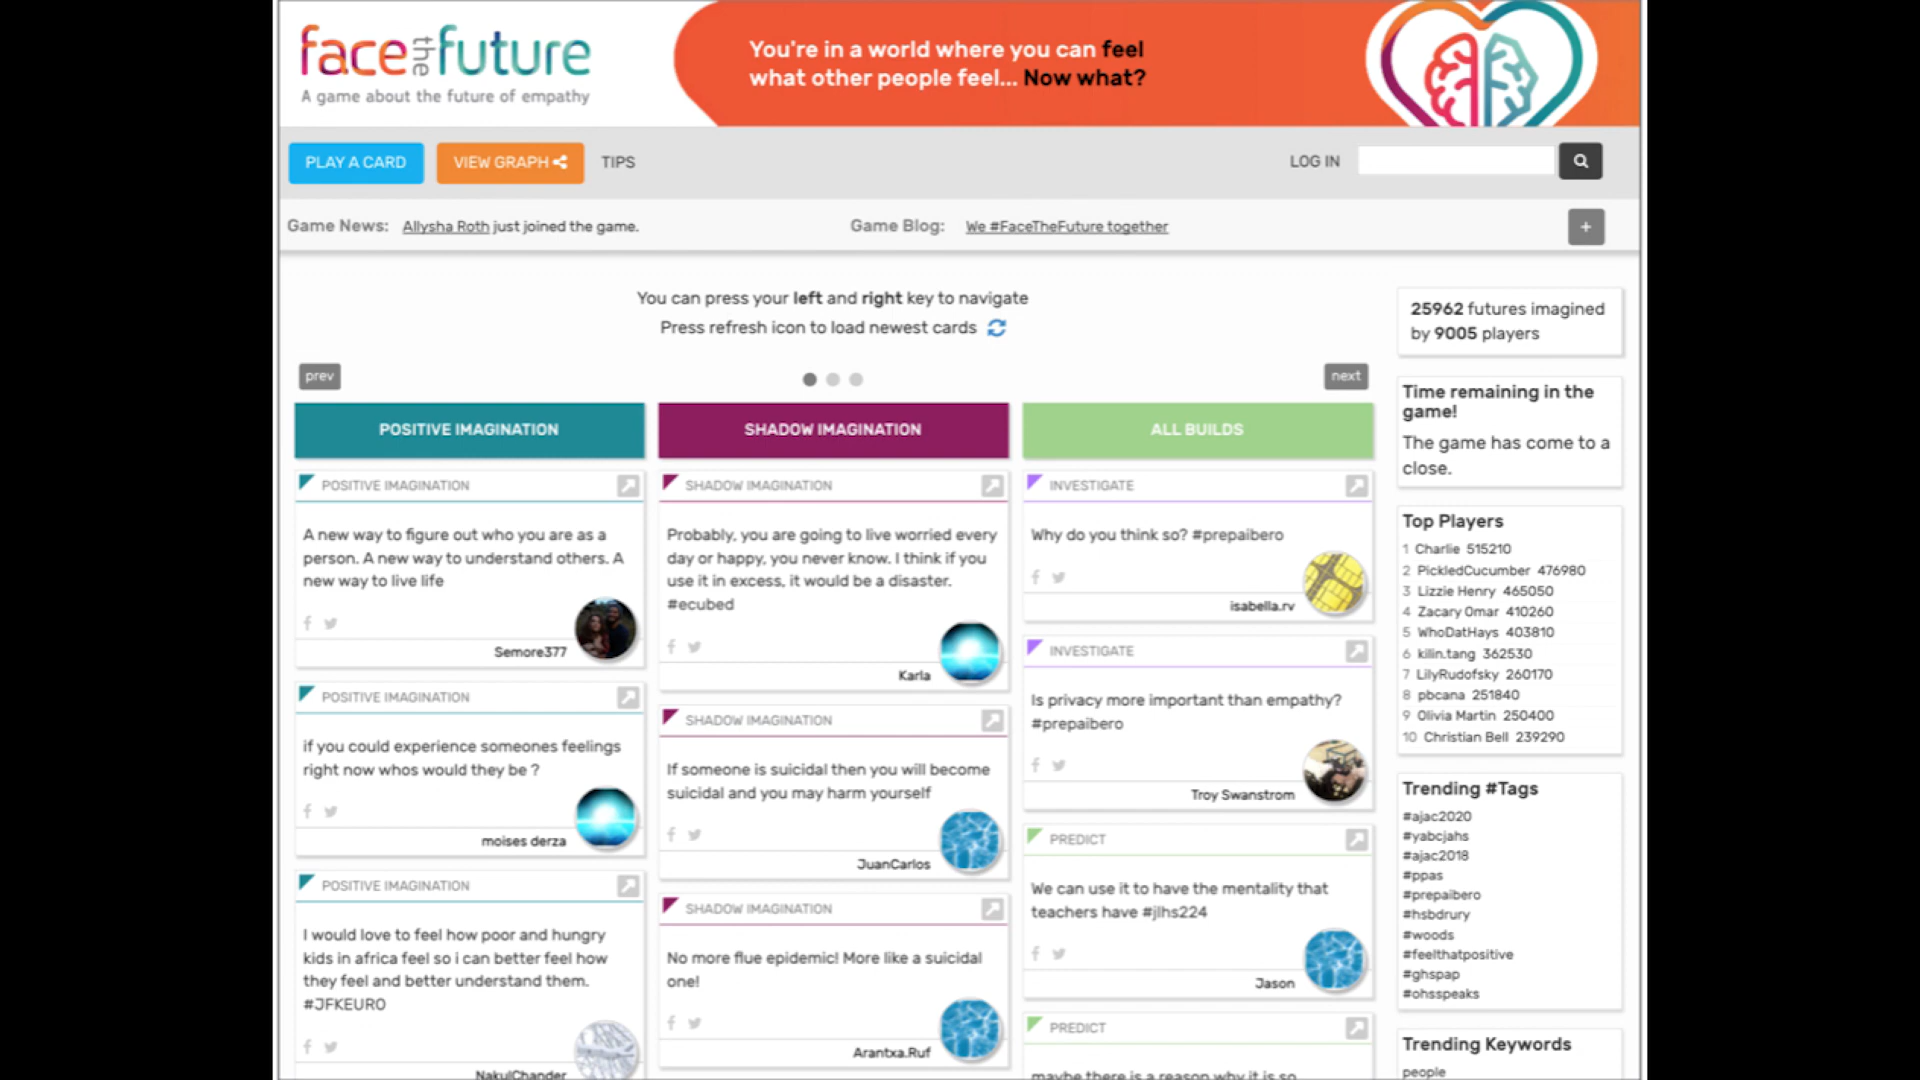 face the future
A game about the future of empathy
You're in a world where you can feel
what other people feel... Now what?
PLAY A CARD
VIEW GRAPH
TIPS
LOG IN
Game News: Allysha Roth just joined the game.
Game Blog: We #FaceTheFuture together
+
You can press your left and right key to navigate
Press refresh icon to load newest cards
prev
next
POSITIVE IMAGINATION
POSITIVE IMAGINATION
A new way to figure out who you are as a
person. A new way to understand others. A
new way to live life
Semore377
POSITIVE IMAGINATION
if you could experience someones feelings
right now whos would they be ?
moises derza
POSITIVE IMAGINATION
I would love to feel how poor and hungry
kids in africa feel so i can better feel how
they feel and better understand them.
#JFKEURO
NakulChander
SHADOW IMAGINATION
SHADOW IMAGINATION
Probably, you are going to live worried every
day or happy, you never know. I think if you
use it in excess, it would be a disaster.
#ecubed
Karla
SHADOW IMAGINATION
If someone is suicidal then you will become
suicidal and you may harm yourself
JuanCarlos
SHADOW IMAGINATION
No more flue epidemic! More like a suicidal
one!
Arantxa.Ruf
ALL BUILDS
INVESTIGATE
Why do you think so? #prepaibero
isabella.rv
INVESTIGATE
Is privacy more important than empathy?
#prepaibero
Troy Swanstrom
PREDICT
We can use it to have the mentality that
teachers have #jlhs224
Jason
PREDICT
maybe there is a reason why it is so
25962 futures imagined
by 9005 players
Time remaining in the
game!
The game has come to a
close.
Top Players
1 Charlie 515210
2 PickledCucumber 476980
3 Lizzie Henry 465050
4 Zacary Omar 410260
5 WhoDatHays 403810
6 kilin.tang 362530
7 LilyRudofsky 260170
8 pbcana 251840
9 Olivia Martin 250400
10 Christian Bell 239290
Trending #Tags
#ajac2020
#yabcjahs
#ajac2018
#ppas
#prepaibero
#hsbdrury
#woods
#feelthatpositive
#ghspap
#ohsspeaks
Trending Keywords
people